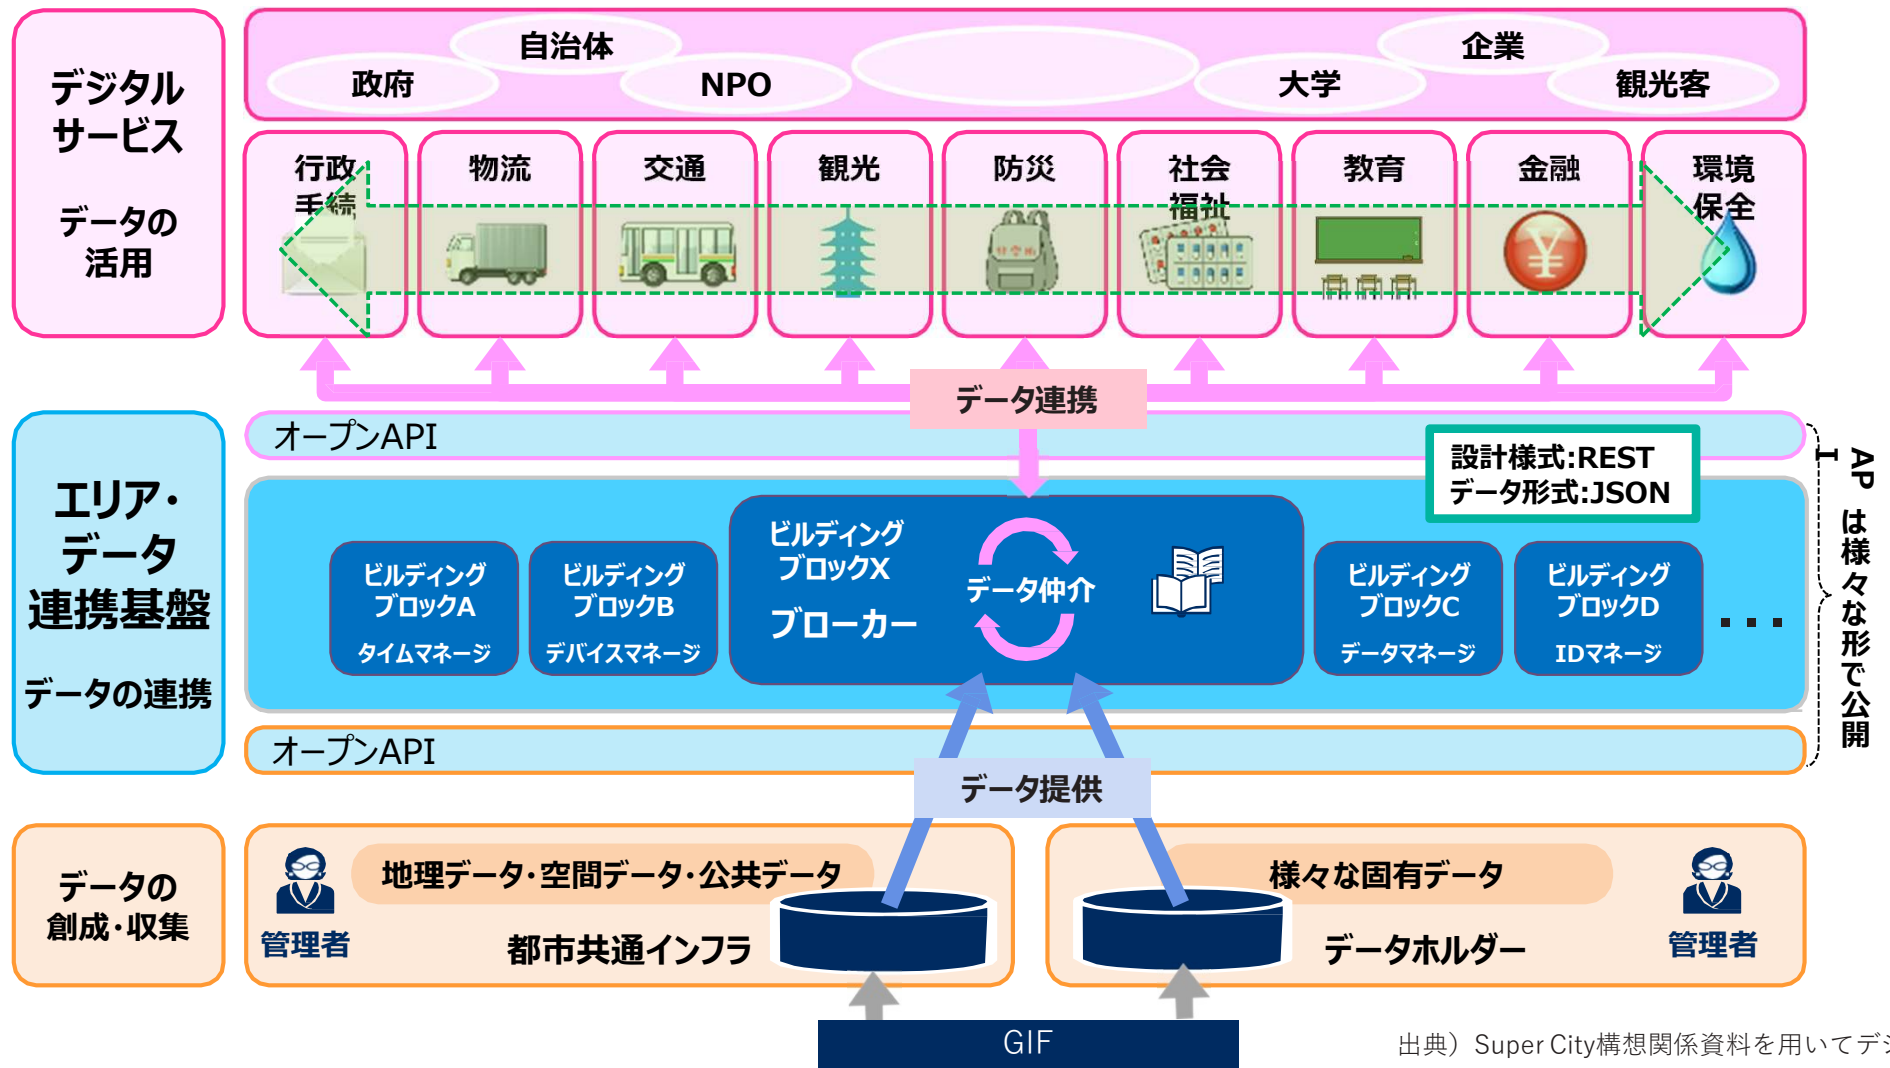 デジタル
サービス
データの
活用
自治体
企業
政府
NPO
大学
観光客
行政
手続
物流
交通
観光
防災
社会
福祉
教育
金融
環境
保全
データ連携
エリア・
データ
連携基盤
データの連携
オープンAPI
設計様式:REST
データ形式:JSON
ビルディング
ブロックA
タイムマネージ
ビルディング
ブロックB
デバイスマネージ
ビルディング
ブロックX
ブローカー
データ仲介
ビルディング
ブロックC
データマネージ
ビルディング
ブロックD
IDマネージ
・・・
APIは様々な形で公開
オープンAPI
データ提供
データの
創成・収集
管理者
地理データ・空間データ・公共データ
都市共通インフラ
様々な固有データ
データホルダー
管理者
GIF
出典）Super City構想関係資料を用いてデジ